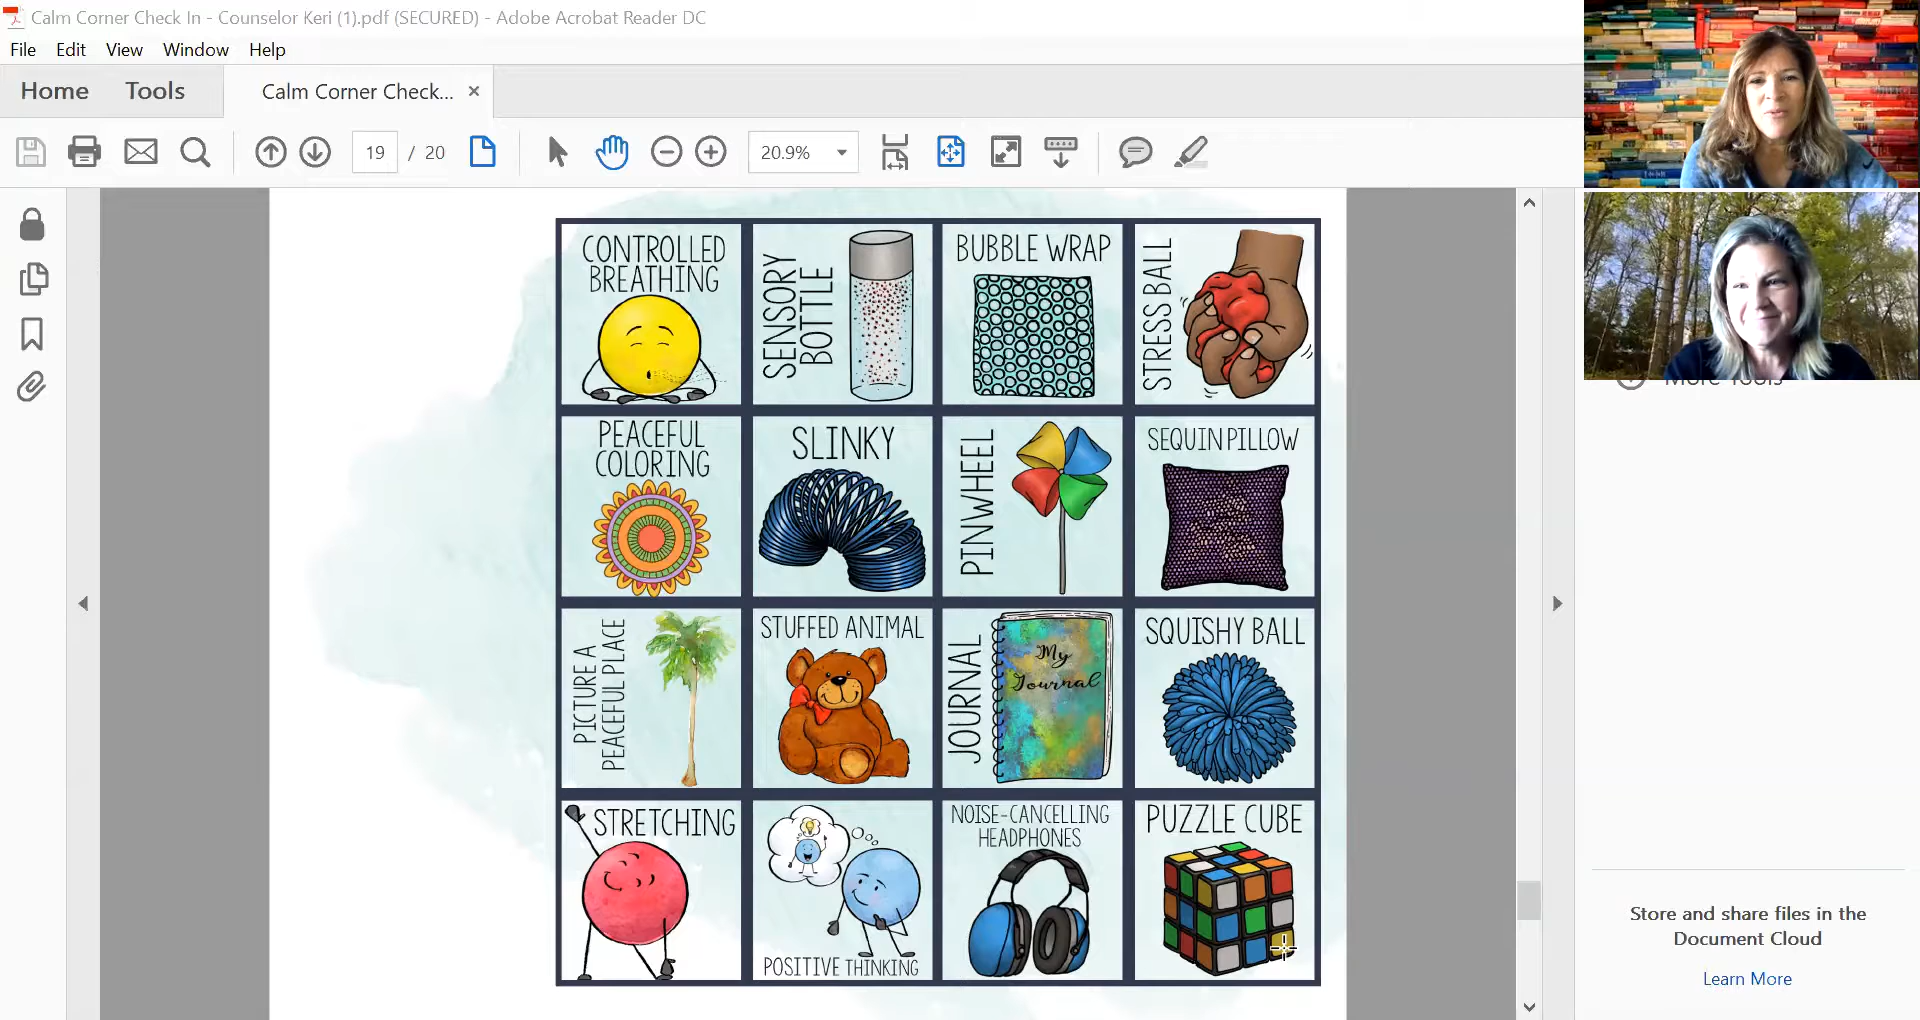 Calm Corner Check In - Counselor Keri (1).pdf (SECURED) - Adobe Acrobat Reader DC
File Edit View Window Help
Home Tools Calm Corner Check... ×
19 / 20 20.9%
CONTROLLED
BREATHING
SENSORY
BOTTLE
BUBBLE WRAP
STRESS BALL
PEACEFUL
COLORING
SLINKY
PINWHEEL
SEQUIN PILLOW
PICTURE A
PEACEFUL PLACE
STUFFED ANIMAL
JOURNAL
My
Journal
SQUISHY BALL
STRETCHING
POSITIVE THINKING
NOISE-CANCELLING
HEADPHONES
PUZZLE CUBE
More Tools
Store and share files in the
Document Cloud
Learn More